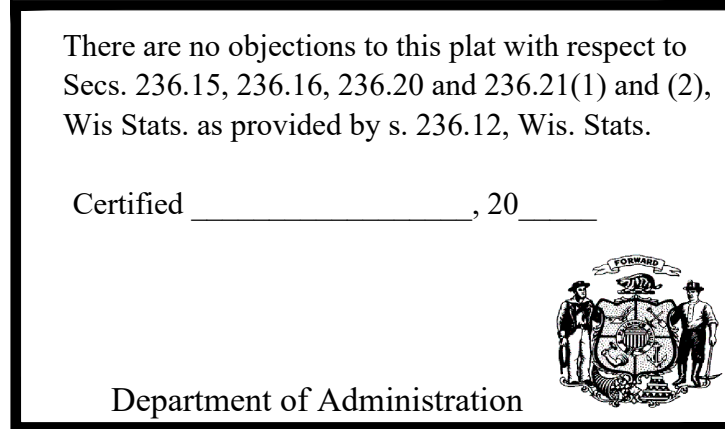 There are no objections to this plat with respect to
Secs. 236.15, 236.16, 236.20 and 236.21(1) and (2),
Wis Stats. as provided by s. 236.12, Wis. Stats.
Certified __________________, 20_____
FORWARD
Department of Administration